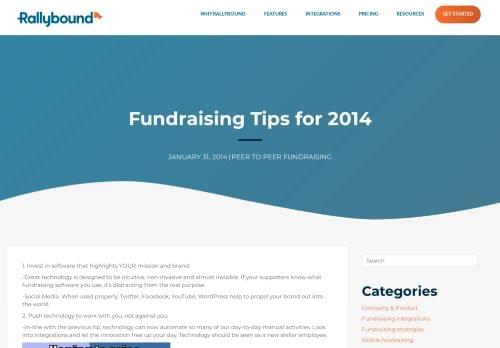 Rallybound
WHY RALLYBOUND
FEATURES
INTEGRATIONS
PRICING
RESOURCES
GET STARTED
Fundraising Tips for 2014
JANUARY 31, 2014 | PEER TO PEER FUNDRAISING
1. Invest in software that highlights YOUR mission and brand:
-Great technology is designed to be intuitive, non-invasive and almost invisible. If your supporters know what
fundraising software you use, it's distracting from the real purpose.
-Social Media. When used properly, Twitter, Facebook, YouTube, WordPress help to propel your brand out into
the world.
2. Push technology to work with you, not against you:
-In-line with the previous tip, technology can now automate so many of our day-to-day manual activities. Look
into integrations and let the innovation free up your day. Technology should be seen as a new stellar employee.
Search
Categories
Company & Product
Fundraising integrations
Fundraising strategies
Mobile fundraising